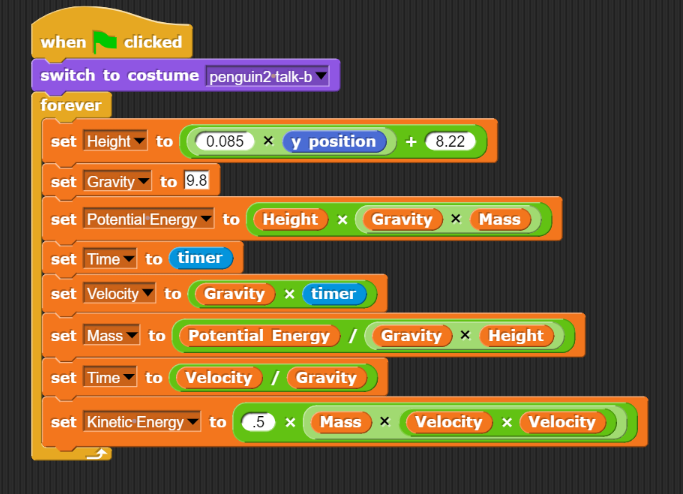 when clicked
switch to costume penguin2 talk-b
forever
set Height to 0.085 × y position + 8.22
set Gravity to 9.8
set Potential Energy to Height × Gravity × Mass
set Time to timer
set Velocity to Gravity × timer
set Mass to Potential Energy / Gravity × Height
set Time to Velocity / Gravity
set Kinetic Energy to .5 × Mass × Velocity × Velocity